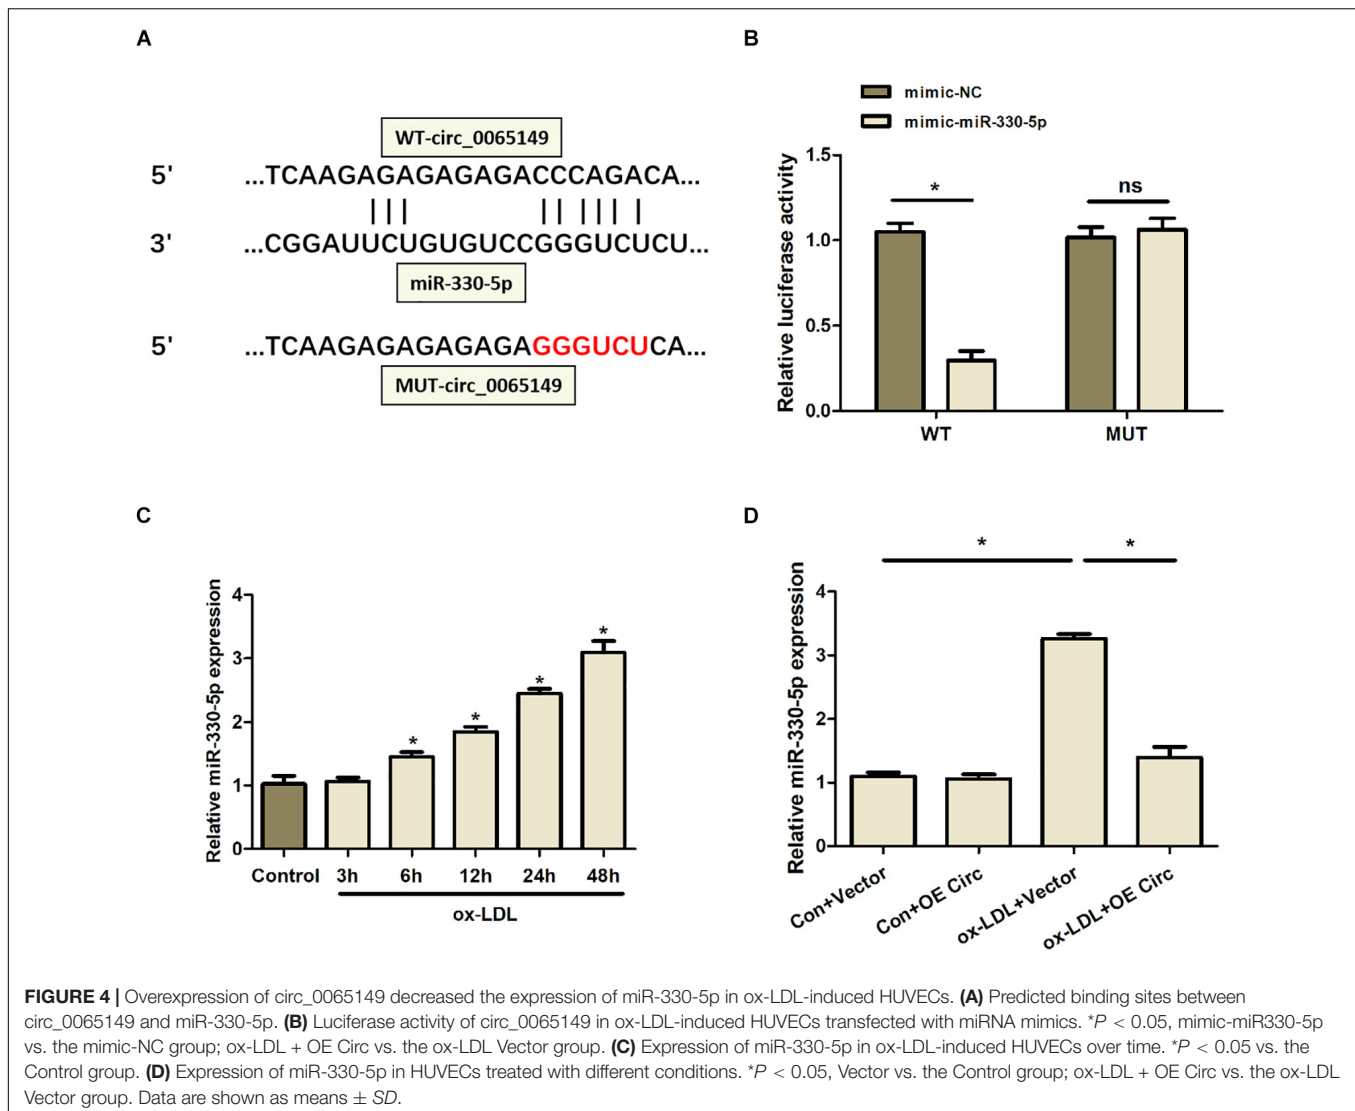 A
WT-circ_0065149
5' ...TCAAGAGAGAGAGACCCAGACA...
3' ...CGGAUUCUGUGUCCGGGUCUCU...
miR-330-5p
5' ...TCAAGAGAGAGAGAGGGUCUCA...
MUT-circ_0065149
B
mimic-NC
mimic-miR-330-5p
Relative luciferase activity
1.5
1.0
0.5
0.0
*
ns
WT MUT
C
Relative miR-330-5p expression
4
3
2
1
0
*
*
*
*
Control 3h 6h 12h 24h 48h
ox-LDL
D
Relative miR-330-5p expression
4
3
2
1
0
* *
Con+Vector
Con+OE Circ
ox-LDL+Vector
ox-LDL+OE Circ
FIGURE 4 | Overexpression of circ_0065149 decreased the expression of miR-330-5p in ox-LDL-induced HUVECs. (A) Predicted binding sites between
circ_0065149 and miR-330-5p. (B) Luciferase activity of circ_0065149 in ox-LDL-induced HUVECs transfected with miRNA mimics. *P < 0.05, mimic-miR330-5p
vs. the mimic-NC group; ox-LDL + OE Circ vs. the ox-LDL Vector group. (C) Expression of miR-330-5p in ox-LDL-induced HUVECs over time. *P < 0.05 vs. the
Control group. (D) Expression of miR-330-5p in HUVECs treated with different conditions. *P < 0.05, Vector vs. the Control group; ox-LDL + OE Circ vs. the ox-LDL
Vector group. Data are shown as means ± SD.